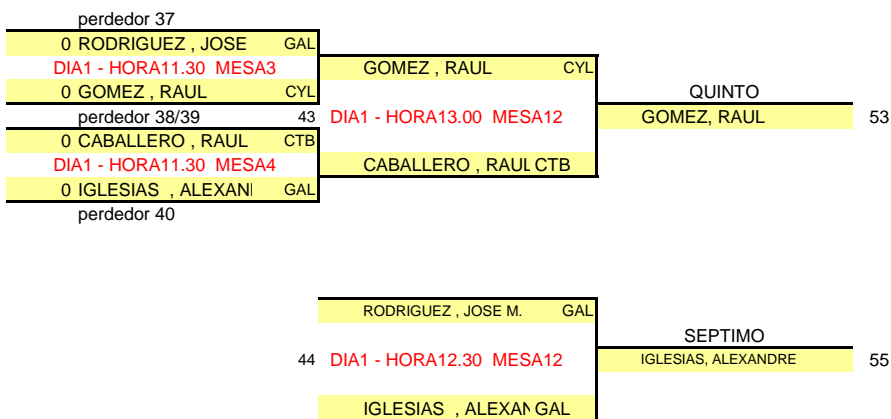 perdedor 37
0 RODRIGUEZ , JOSE GAL
DIA1 - HORA11.30 MESA3
GOMEZ , RAUL CYL
0 GOMEZ , RAUL CYL
QUINTO
perdedor 38/39 43 DIA1 - HORA13.00 MESA12
GOMEZ, RAUL 53
0 CABALLERO , RAUL CTB
DIA1 - HORA11.30 MESA4
CABALLERO , RAUL CTB
0 IGLESIAS , ALEXAN GAL
perdedor 40
RODRIGUEZ , JOSE M. GAL
SEPTIMO
44 DIA1 - HORA12.30 MESA12
IGLESIAS, ALEXANDRE 55
IGLESIAS , ALEXAN GAL